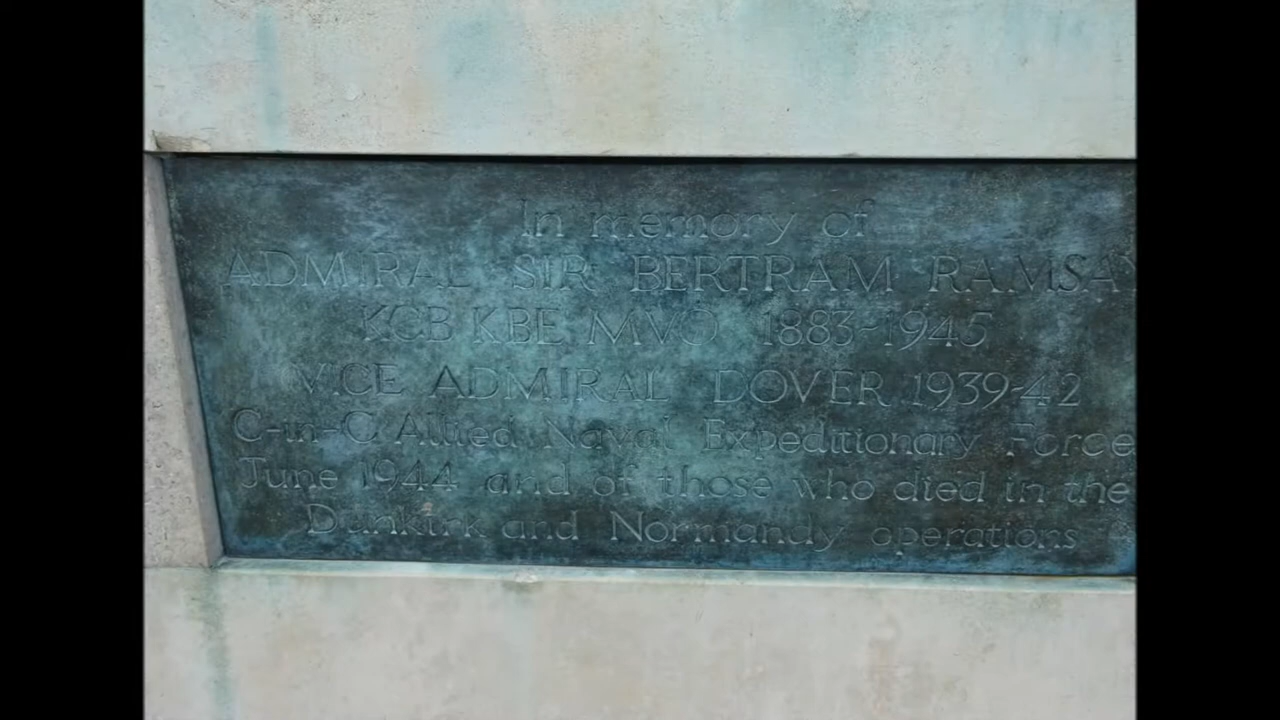 In memory of
ADMIRAL SIR BERTRAM RAMSAY
KCB KBE MVO 1883-1945
VICE ADMIRAL DOVER 1939-42
C-in-C Allied Naval Expeditionary Force
June 1944 and of those who died in the
Dunkirk and Normandy operations